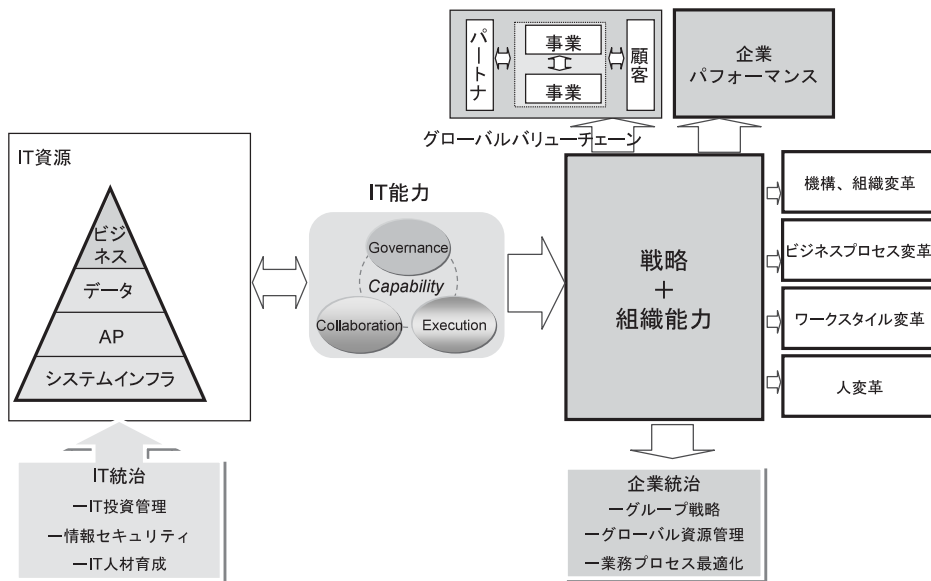 パートナ
事業
事業
顧客
グローバルバリューチェーン
企業
パフォーマンス
IT資源
ビジ
ネス
データ
AP
システムインフラ
IT能力
Governance
Capability
Collaboration
Execution
戦略
＋
組織能力
機構、組織変革
ビジネスプロセス変革
ワークスタイル変革
人変革
IT統治
ーIT投資管理
ー情報セキュリティ
ーIT人材育成
企業統治
ーグループ戦略
ーグローバル資源管理
ー業務プロセス最適化